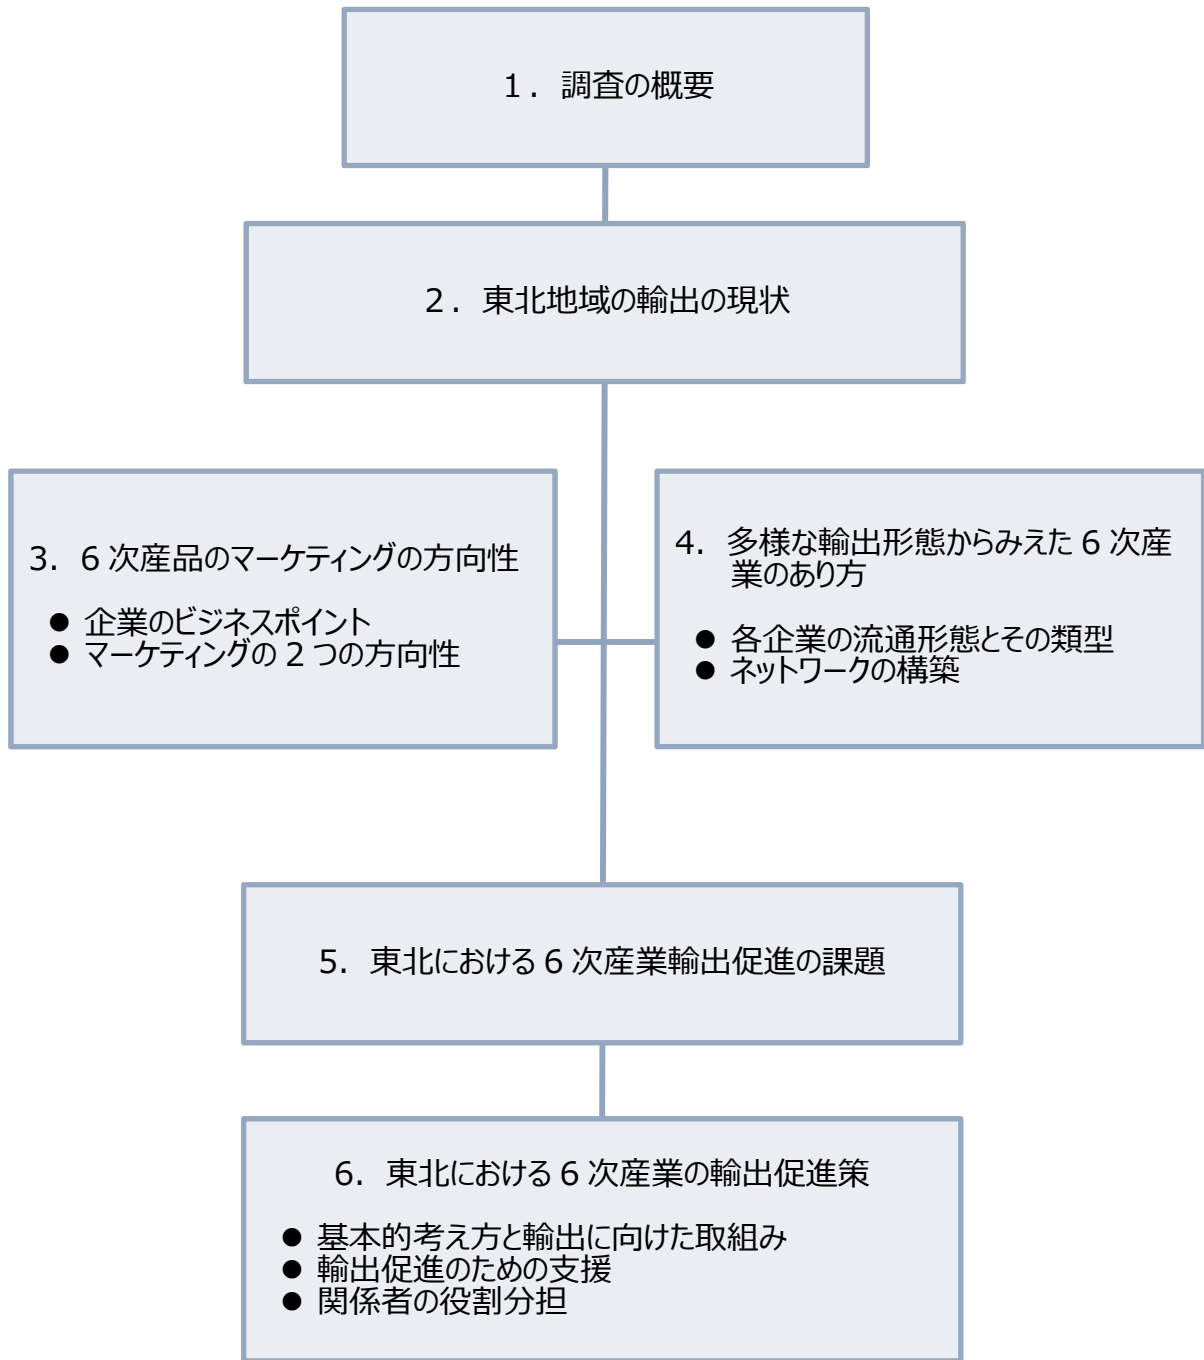 １．調査の概要
２．東北地域の輸出の現状
3．６次産品のマーケティングの方向性
● 企業のビジネスポイント
● マーケティングの２つの方向性
4．多様な輸出形態からみえた６次産
業のあり方
● 各企業の流通形態とその類型
● ネットワークの構築
5．東北における６次産業輸出促進の課題
6．東北における６次産業の輸出促進策
● 基本的考え方と輸出に向けた取組み
● 輸出促進のための支援
● 関係者の役割分担